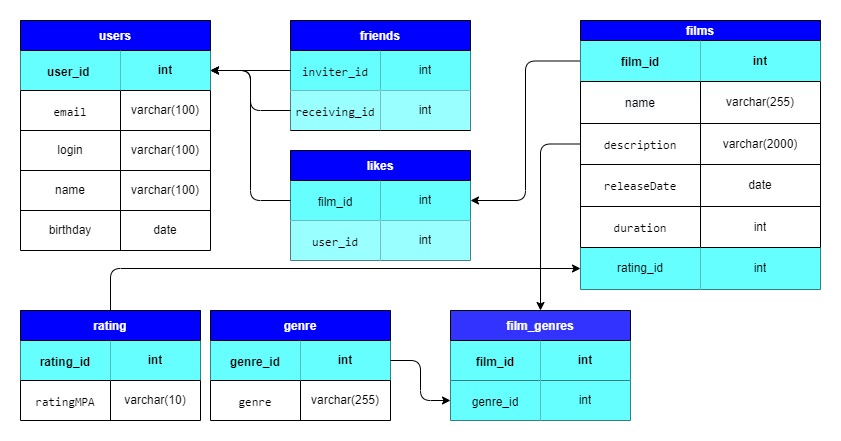 users
user_id int
email varchar(100)
login varchar(100)
name varchar(100)
birthday date
friends
inviter_id int
receiving_id int
likes
film_id int
user_id int
films
film_id int
name varchar(255)
description varchar(2000)
releaseDate date
duration int
rating_id int
rating
rating_id int
ratingMPA varchar(10)
genre
genre_id int
genre varchar(255)
film_genres
film_id int
genre_id int